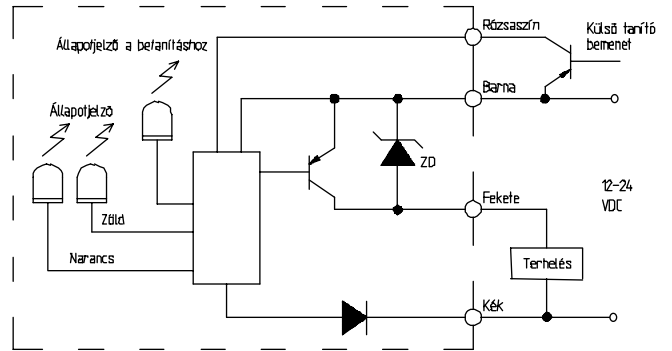 Rózsaszín
Külső tanító
bemenet
Állapotjelző a betanításhoz
Barna
Állapotjelző
ZD
Fekete
12-24
VDC
Zöld
Narancs
Terhelés
Kék